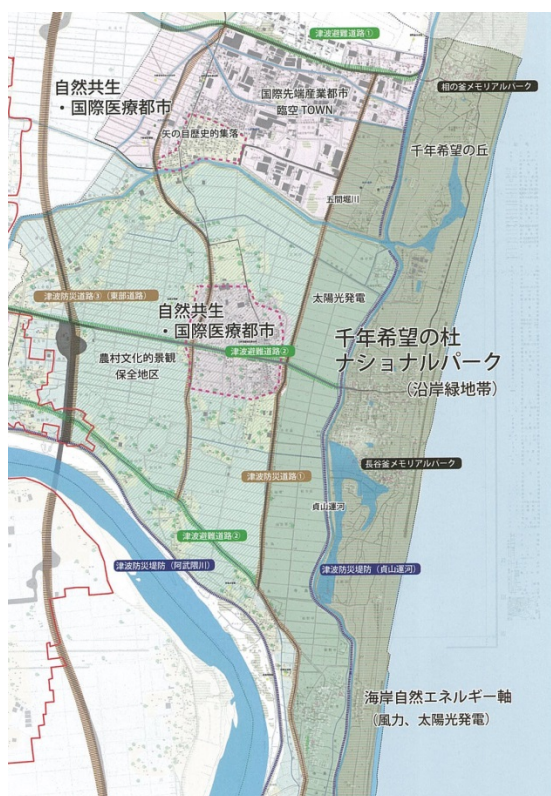 津波避難道路①
自然共生
・国際医療都市
国際先端産業都市
臨空TOWN
相の釜メモリアルパーク
矢の目歴史的集落
千年希望の丘
五間堀川
津波防災道路③（東部道路）
太陽光発電
自然共生
・国際医療都市
千年希望の杜
ナショナルパーク
（沿岸緑地帯）
農村文化的景観
保全地区
津波避難道路②
長谷釜メモリアルパーク
津波防災道路①
貞山運河
津波避難道路②
津波防災堤防（阿武隈川）
津波防災堤防（貞山運河）
海岸自然エネルギー軸
（風力、太陽光発電）